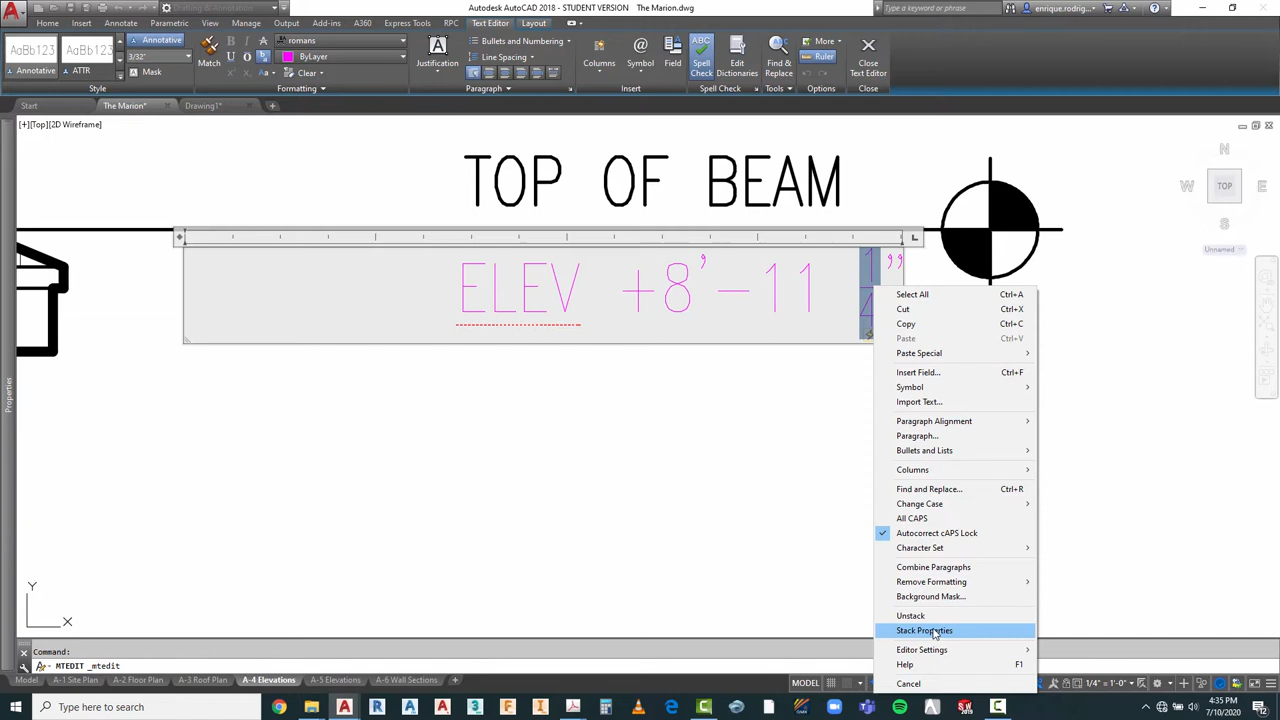 Autodesk AutoCAD 2018 - STUDENT VERSION The Marion.dwg
Type a keyword or phrase
enrique.rodrig...
Drafting & Annotation
Home Insert Annotate Parametric View Manage Output Add-ins A360 Express Tools RPC Text Editor Layout
AaBb123 AaBb123
Annotative ATTR
Annotative
3/32"
Mask
Style
Match
romans
ByLayer
Clear
Formatting
Justification
Bullets and Numbering
Line Spacing
Paragraph
Columns Symbol Field
Insert
ABC
Spell Check
Edit Dictionaries
Spell Check
Find & Replace
Tools
More
Ruler
Options
Close Text Editor
Close
Start The Marion* Drawing1*
[+][Top][2D Wireframe]
TOP OF BEAM
ELEV +8'-11 1/4"
N
W TOP E
S
Unnamed
Properties
Select All Ctrl+A
Cut Ctrl+X
Copy Ctrl+C
Paste Ctrl+V
Paste Special
Insert Field... Ctrl+F
Symbol
Import Text...
Paragraph Alignment
Paragraph...
Bullets and Lists
Columns
Find and Replace... Ctrl+R
Change Case
All CAPS
Autocorrect cAPS Lock
Character Set
Combine Paragraphs
Remove Formatting
Background Mask...
Unstack
Stack Properties
Editor Settings
Help F1
Cancel
Y
X
Command:
MTEDIT _mtedit
Model A-1 Site Plan A-2 Floor Plan A-3 Roof Plan A-4 Elevations A-5 Elevations A-6 Wall Sections
MODEL
1/4" = 1'-0"
Type here to search
4:35 PM
7/10/2020